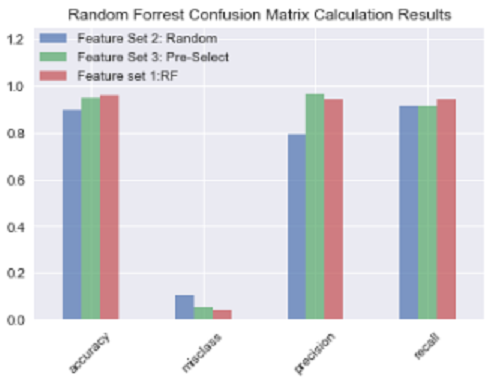 Random Forrest Confusion Matrix Calculation Results
Feature Set 2: Random
Feature Set 3: Pre-Select
Feature set 1:RF
1.2
1.0
0.8
0.6
0.4
0.2
0.0
accuracy
misclass
precision
recall